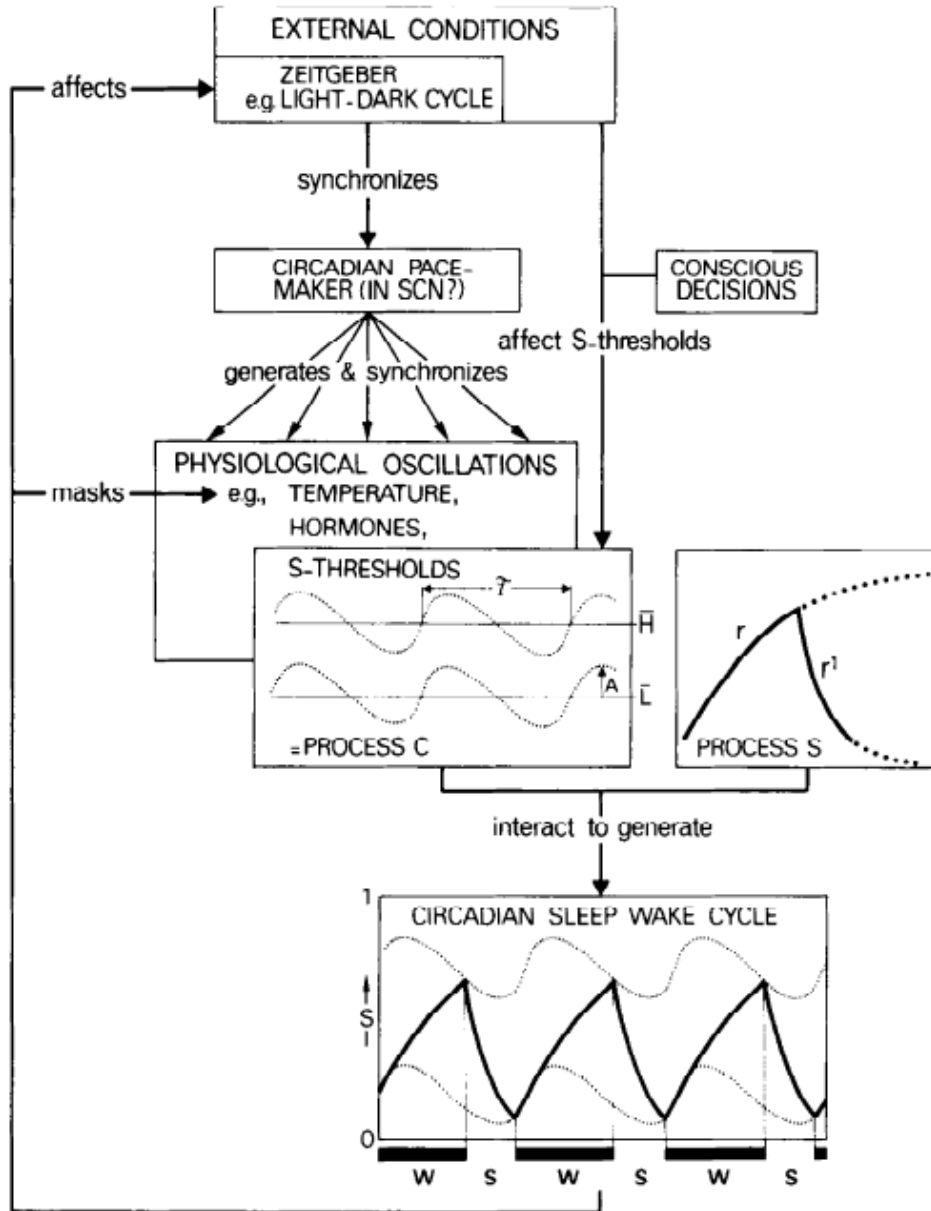 EXTERNAL CONDITIONS
ZEITGEBER
e.g. LIGHT-DARK CYCLE
affects
synchronizes
CIRCADIAN PACE-
MAKER (IN SCN?)
CONSCIOUS
DECISIONS
affect S-thresholds
generates & synchronizes
PHYSIOLOGICAL OSCILLATIONS
masks
e.g., TEMPERATURE,
HORMONES,
S-THRESHOLDS
τ
H̅
A
L̅
=PROCESS C
r
r¹
PROCESS S
interact to generate
1
CIRCADIAN SLEEP WAKE CYCLE
S
0
W S W S W S